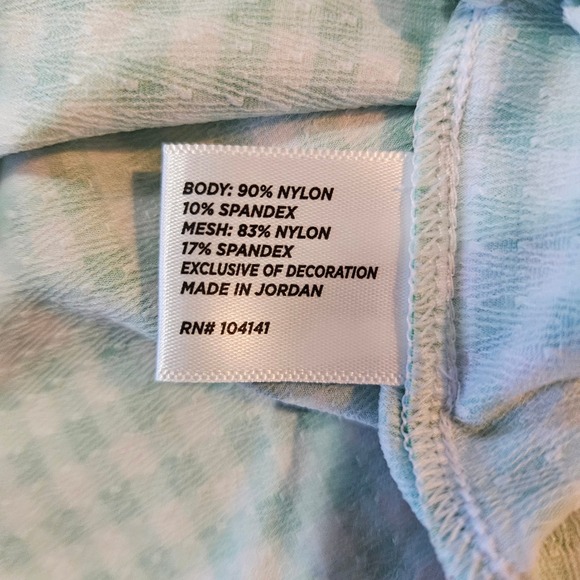 BODY: 90% NYLON
10% SPANDEX
MESH: 83% NYLON
17% SPANDEX
EXCLUSIVE OF DECORATION
MADE IN JORDAN
RN# 104141